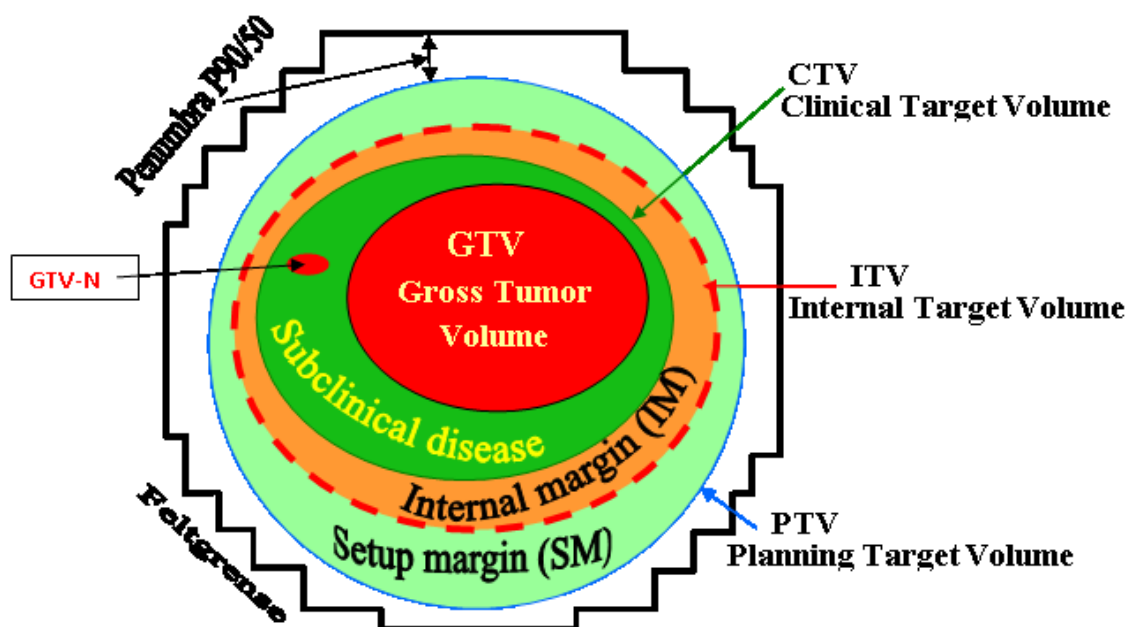 Penumbra P90/50
CTV
Clinical Target Volume
GTV
Gross Tumor
Volume
GTV-N
ITV
Internal Target Volume
Subclinical disease
Internal margin (IM)
Setup margin (SM)
PTV
Planning Target Volume
Feltgrense